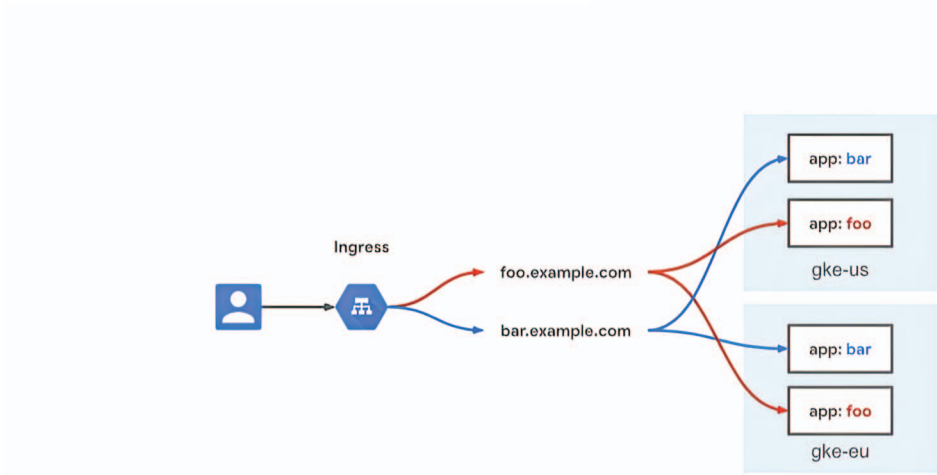 Ingress
foo.example.com
bar.example.com
app: bar
app: foo
gke-us
app: bar
app: foo
gke-eu